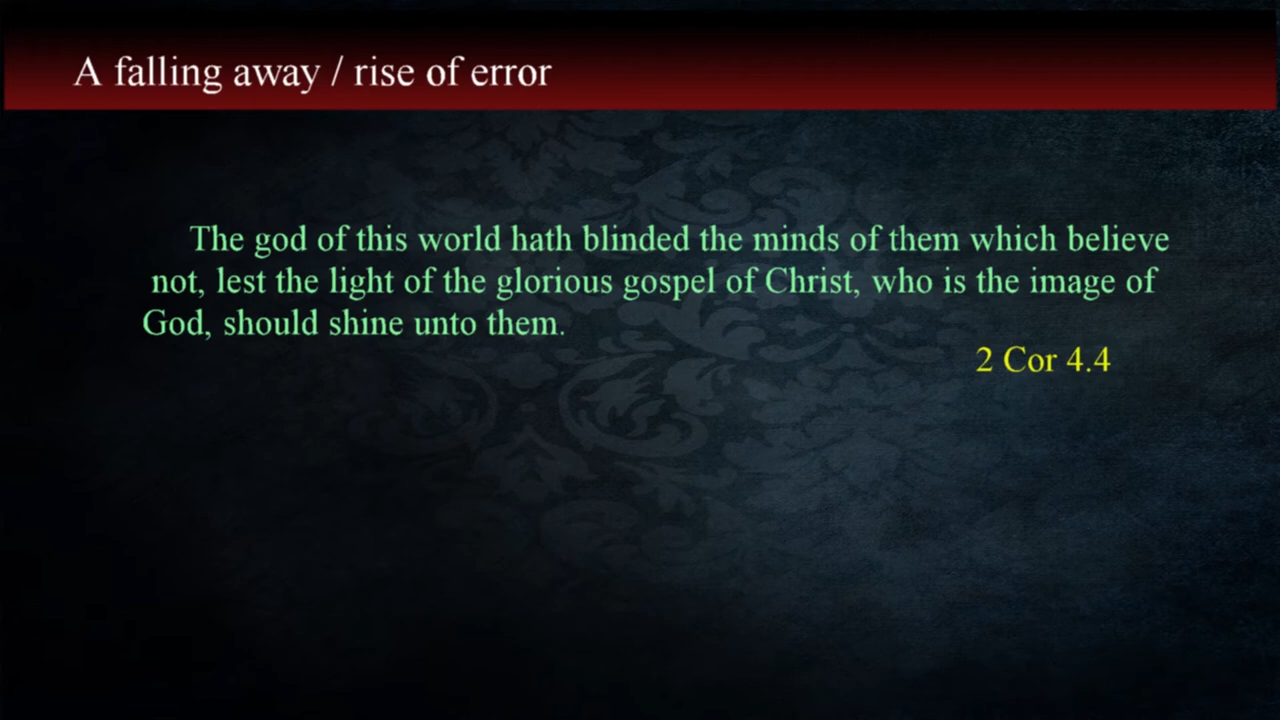 A falling away / rise of error
The god of this world hath blinded the minds of them which believe
not, lest the light of the glorious gospel of Christ, who is the image of
God, should shine unto them.
2 Cor 4.4